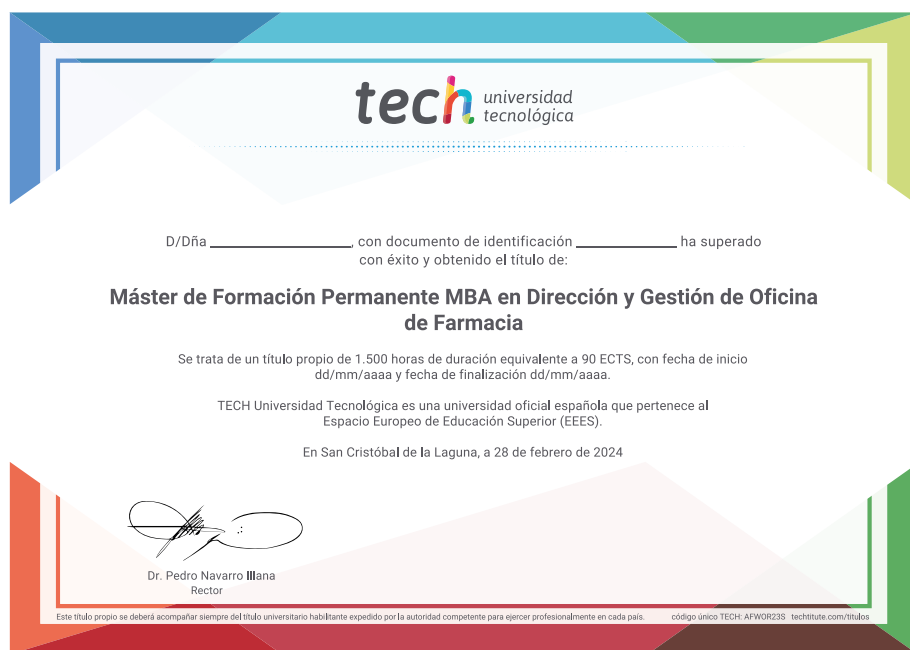 tech universidad
tecnológica
D/Dña ______________, con documento de identificación __________ ha superado
con éxito y obtenido el título de:
Máster de Formación Permanente MBA en Dirección y Gestión de Oficina
de Farmacia
Se trata de un título propio de 1.500 horas de duración equivalente a 90 ECTS, con fecha de inicio
dd/mm/aaaa y fecha de finalización dd/mm/aaaa.
TECH Universidad Tecnológica es una universidad oficial española que pertenece al
Espacio Europeo de Educación Superior (EEES).
En San Cristóbal de la Laguna, a 28 de febrero de 2024
Dr. Pedro Navarro Illana
Rector
Este título propio se deberá acompañar siempre del título universitario habilitante expedido por la autoridad competente para ejercer profesionalmente en cada país. código único TECH: AFWOR23S techtitute.com/titulos